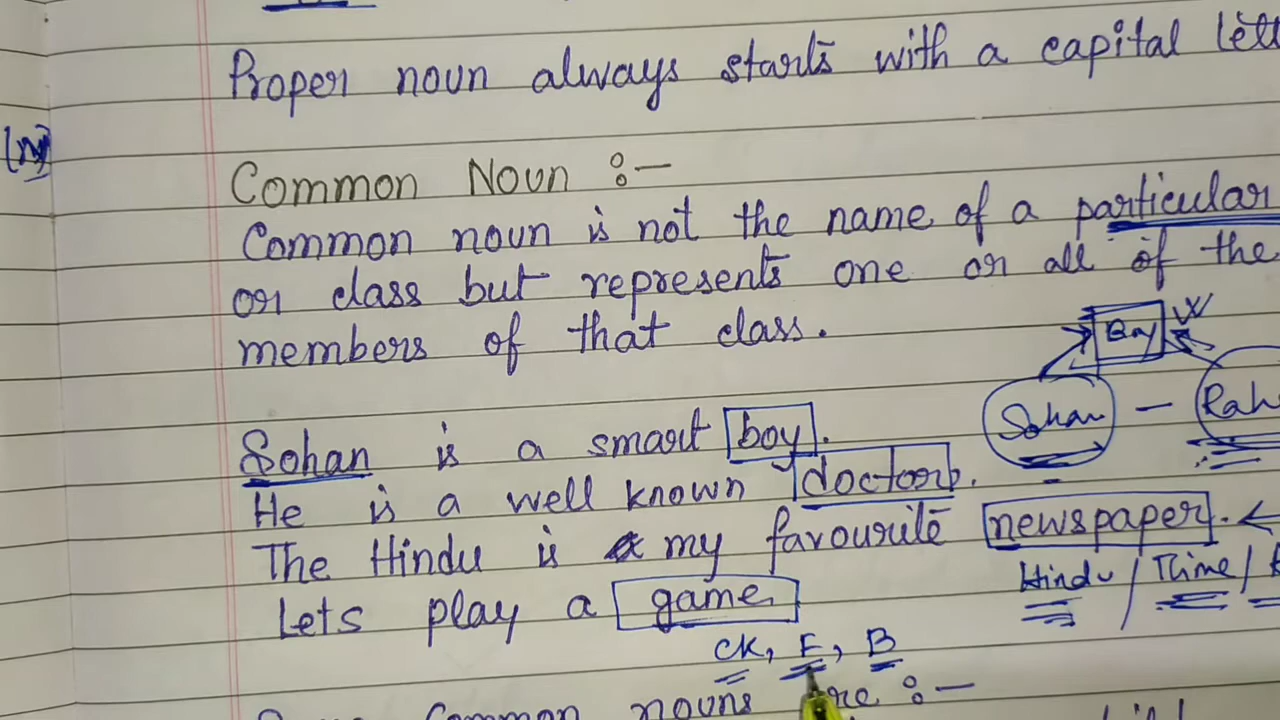 Proper noun always starts with a capital lett
(N)
Common Noun :-
Common noun is not the name of a particular
or class but represents one or all of the
members of that class.
Boy
Sohan - Rah
Sohan is a smart boy.
He is a well known doctor.
The Hindu is my favourite newspaper.
Hindu / Time /
Lets play a game.
CK, F, B
Common nouns are :-